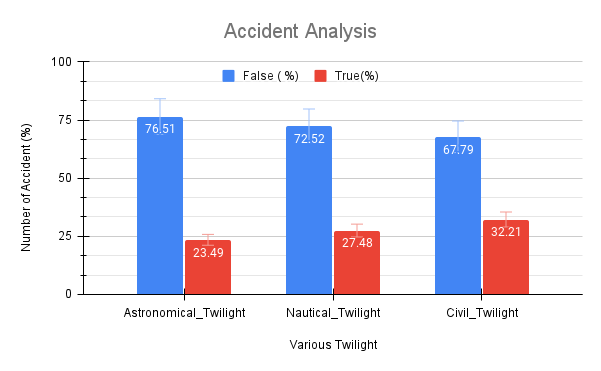 Accident Analysis
False ( %) True(%)
Number of Accident (%)
100
75
50
25
0
76.51
23.49
72.52
27.48
67.79
32.21
Astronomical_Twilight Nautical_Twilight Civil_Twilight
Various Twilight